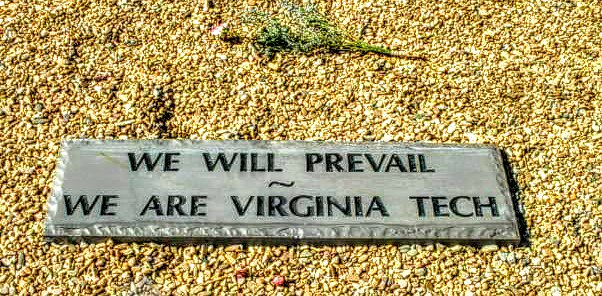 WE WILL PREVAIL
~
WE ARE VIRGINIA TECH